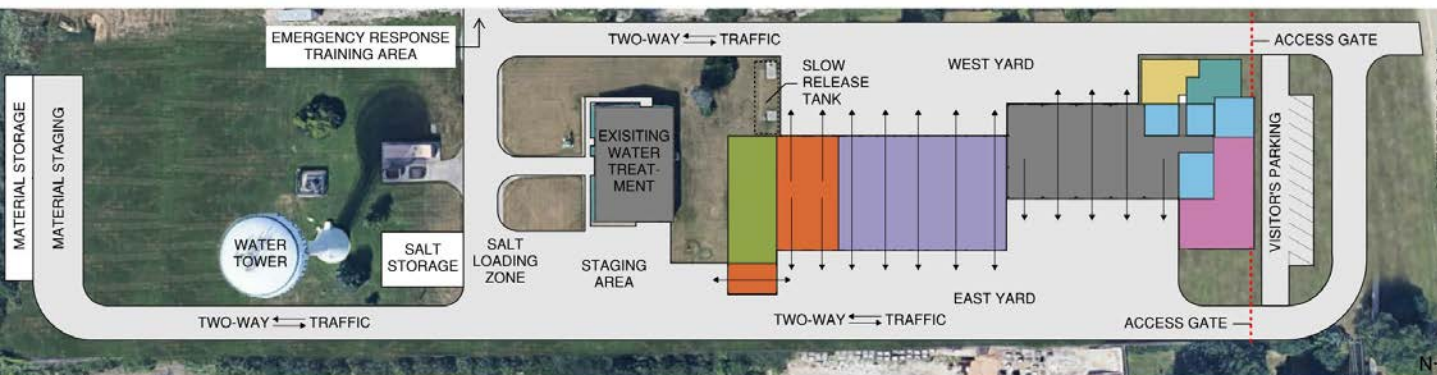 EMERGENCY RESPONSE
TRAINING AREA
TWO-WAY TRAFFIC
WEST YARD
ACCESS GATE
SLOW
RELEASE
TANK
MATERIAL STORAGE
MATERIAL STAGING
EXISITING
WATER
TREAT-
MENT
VISITOR'S PARKING
WATER
TOWER
SALT
STORAGE
SALT
LOADING
ZONE
STAGING
AREA
EAST YARD
TWO-WAY TRAFFIC
TWO-WAY TRAFFIC
ACCESS GATE
N